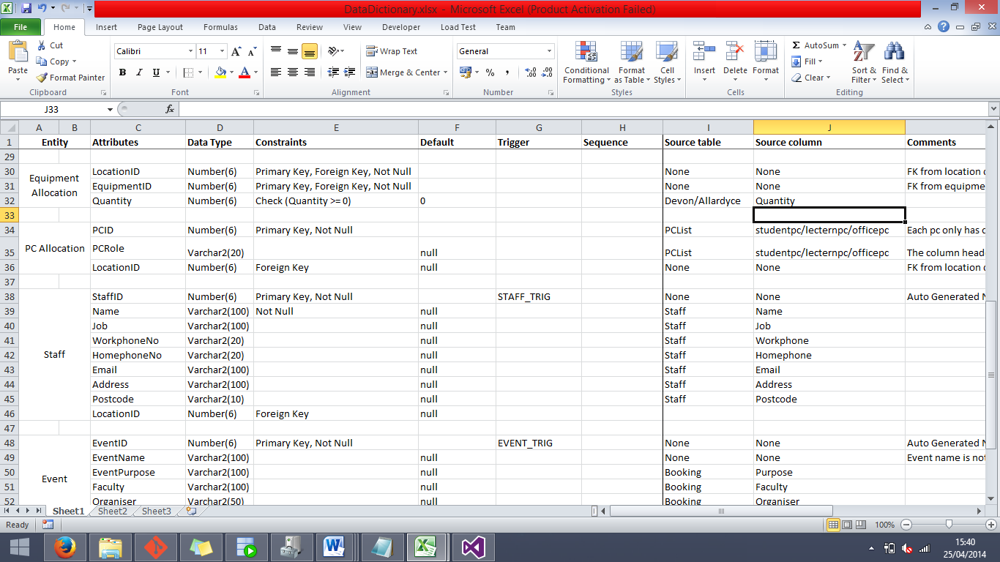 DataDictionary.xlsx - Microsoft Excel (Product Activation Failed)
File Home Insert Page Layout Formulas Data Review View Developer Load Test Team
Paste Cut Copy Format Painter Clipboard
Calibri 11 B I U Font
Wrap Text Merge & Center Alignment
General % , Number
Conditional Formatting Format as Table Cell Styles Styles
Insert Delete Format Cells
Σ AutoSum Fill Clear Sort & Filter Find & Select Editing
J33 fx
A B C D E F G H I J
1 Entity Attributes Data Type Constraints Default Trigger Sequence Source table Source column Comments
29
Equipment Allocation
30 LocationID Number(6) Primary Key, Foreign Key, Not Null None None FK from location
31 EquipmentID Number(6) Primary Key, Foreign Key, Not Null None None FK from equipme
32 Quantity Number(6) Check (Quantity >= 0) 0 Devon/Allardyce Quantity
33
PC Allocation
34 PCID Number(6) Primary Key, Not Null PCList studentpc/lecternpc/officepc Each pc only has
35 PCRole Varchar2(20) null PCList studentpc/lecternpc/officepc The column head
36 LocationID Number(6) Foreign Key null None None FK from location
37
Staff
38 StaffID Number(6) Primary Key, Not Null STAFF_TRIG None None Auto Generated
39 Name Varchar2(100) Not Null null Staff Name
40 Job Varchar2(100) null Staff Job
41 WorkphoneNo Varchar2(20) null Staff Workphone
42 HomephoneNo Varchar2(20) null Staff Homephone
43 Email Varchar2(100) null Staff Email
44 Address Varchar2(100) null Staff Address
45 Postcode Varchar2(10) null Staff Postcode
46 LocationID Number(6) Foreign Key null
47
Event
48 EventID Number(6) Primary Key, Not Null EVENT_TRIG None None Auto Generated
49 EventName Varchar2(100) null None None Event name is not
50 EventPurpose Varchar2(100) null Booking Purpose
51 Faculty Varchar2(100) null Booking Faculty
52 Organiser Varchar2(50) null Booking Organiser
Sheet1 Sheet2 Sheet3
Ready 100%
15:40
25/04/2014